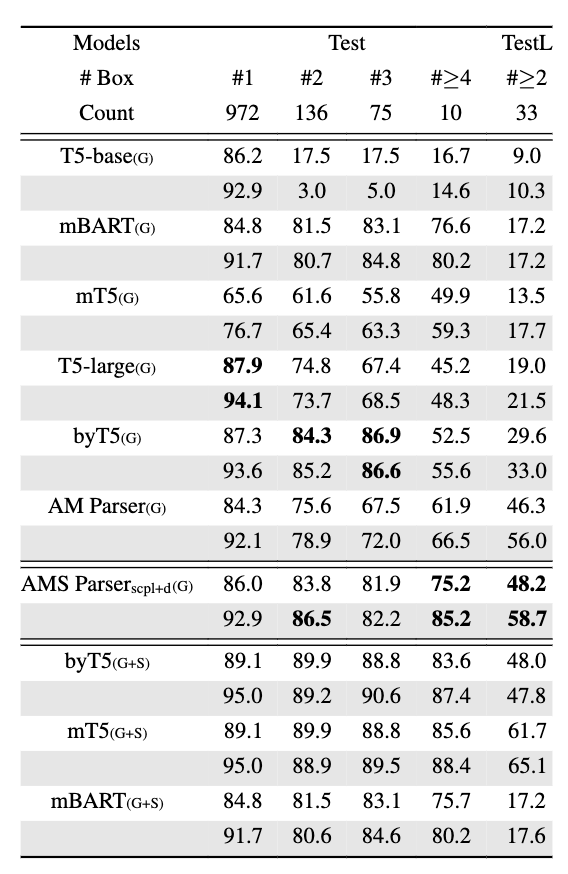 Models Test TestL
# Box #1 #2 #3 #≥4 #≥2
Count 972 136 75 10 33
T5-base(G) 86.2 17.5 17.5 16.7 9.0
92.9 3.0 5.0 14.6 10.3
mBART(G) 84.8 81.5 83.1 76.6 17.2
91.7 80.7 84.8 80.2 17.2
mT5(G) 65.6 61.6 55.8 49.9 13.5
76.7 65.4 63.3 59.3 17.7
T5-large(G) 87.9 74.8 67.4 45.2 19.0
94.1 73.7 68.5 48.3 21.5
byT5(G) 87.3 84.3 86.9 52.5 29.6
93.6 85.2 86.6 55.6 33.0
AM Parser(G) 84.3 75.6 67.5 61.9 46.3
92.1 78.9 72.0 66.5 56.0
AMS Parserscpl+d(G) 86.0 83.8 81.9 75.2 48.2
92.9 86.5 82.2 85.2 58.7
byT5(G+S) 89.1 89.9 88.8 83.6 48.0
95.0 89.2 90.6 87.4 47.8
mT5(G+S) 89.1 89.9 88.8 85.6 61.7
95.0 88.9 89.5 88.4 65.1
mBART(G+S) 84.8 81.5 83.1 75.7 17.2
91.7 80.6 84.6 80.2 17.6